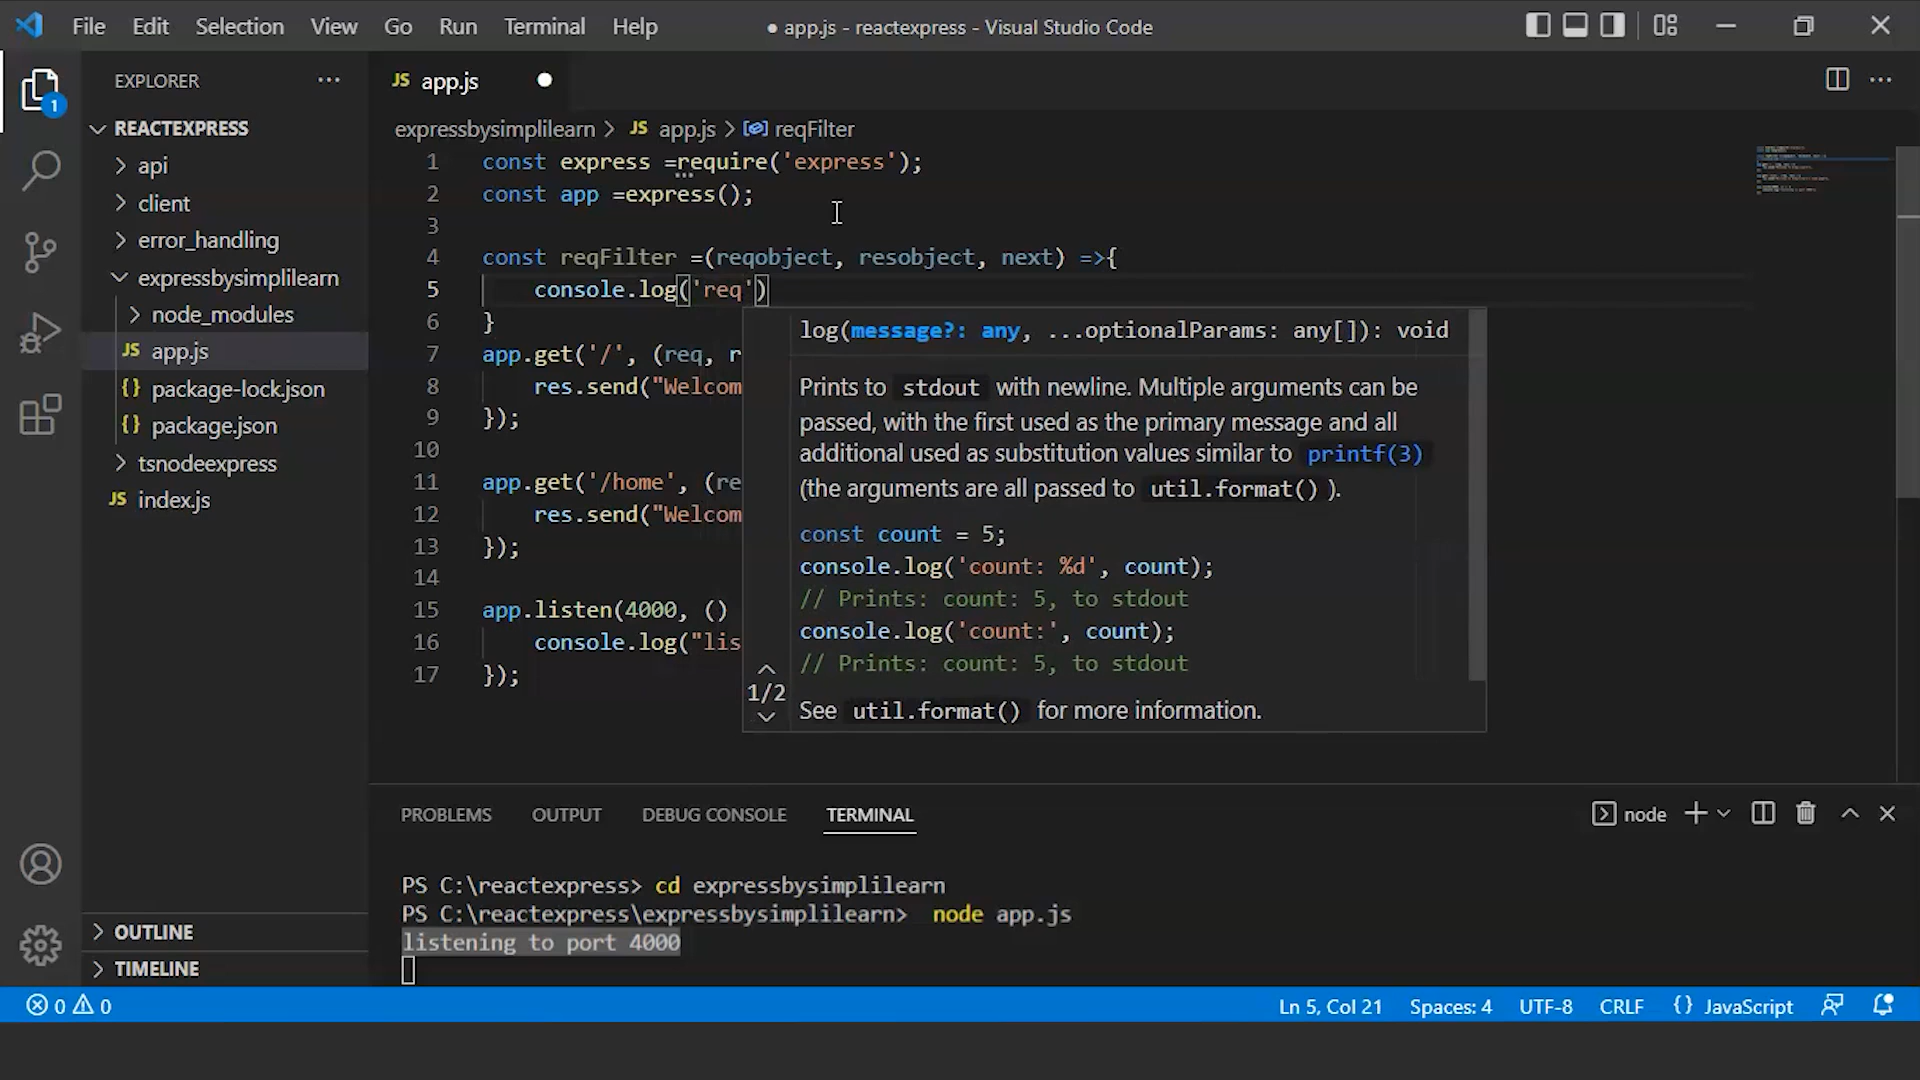 File Edit Selection View Go Run Terminal Help
● app.js - reactexpress - Visual Studio Code
1
EXPLORER ···
REACTEXPRESS
api
client
error_handling
expressbysimplilearn
node_modules
JS app.js
{} package-lock.json
{} package.json
tsnodeexpress
JS index.js
OUTLINE
TIMELINE
JS app.js
expressbysimplilearn > JS app.js > reqFilter
1 const express =require('express');
2 const app =express();
3
4 const reqFilter =(reqobject, resobject, next) =>{
5 console.log('req')
6 }
7 app.get('/', (req, r
8 res.send("Welcom
9 });
10
11 app.get('/home', (re
12 res.send("Welcom
13 });
14
15 app.listen(4000, ()
16 console.log("lis
17 });
log(message?: any, ...optionalParams: any[]): void
Prints to stdout with newline. Multiple arguments can be
passed, with the first used as the primary message and all
additional used as substitution values similar to printf(3)
(the arguments are all passed to util.format() ).
const count = 5;
console.log('count: %d', count);
// Prints: count: 5, to stdout
console.log('count:', count);
// Prints: count: 5, to stdout
1/2
See util.format() for more information.
PROBLEMS OUTPUT DEBUG CONSOLE TERMINAL
node
PS C:\reactexpress> cd expressbysimplilearn
PS C:\reactexpress\expressbysimplilearn> node app.js
listening to port 4000
0 0
Ln 5, Col 21 Spaces: 4 UTF-8 CRLF {} JavaScript